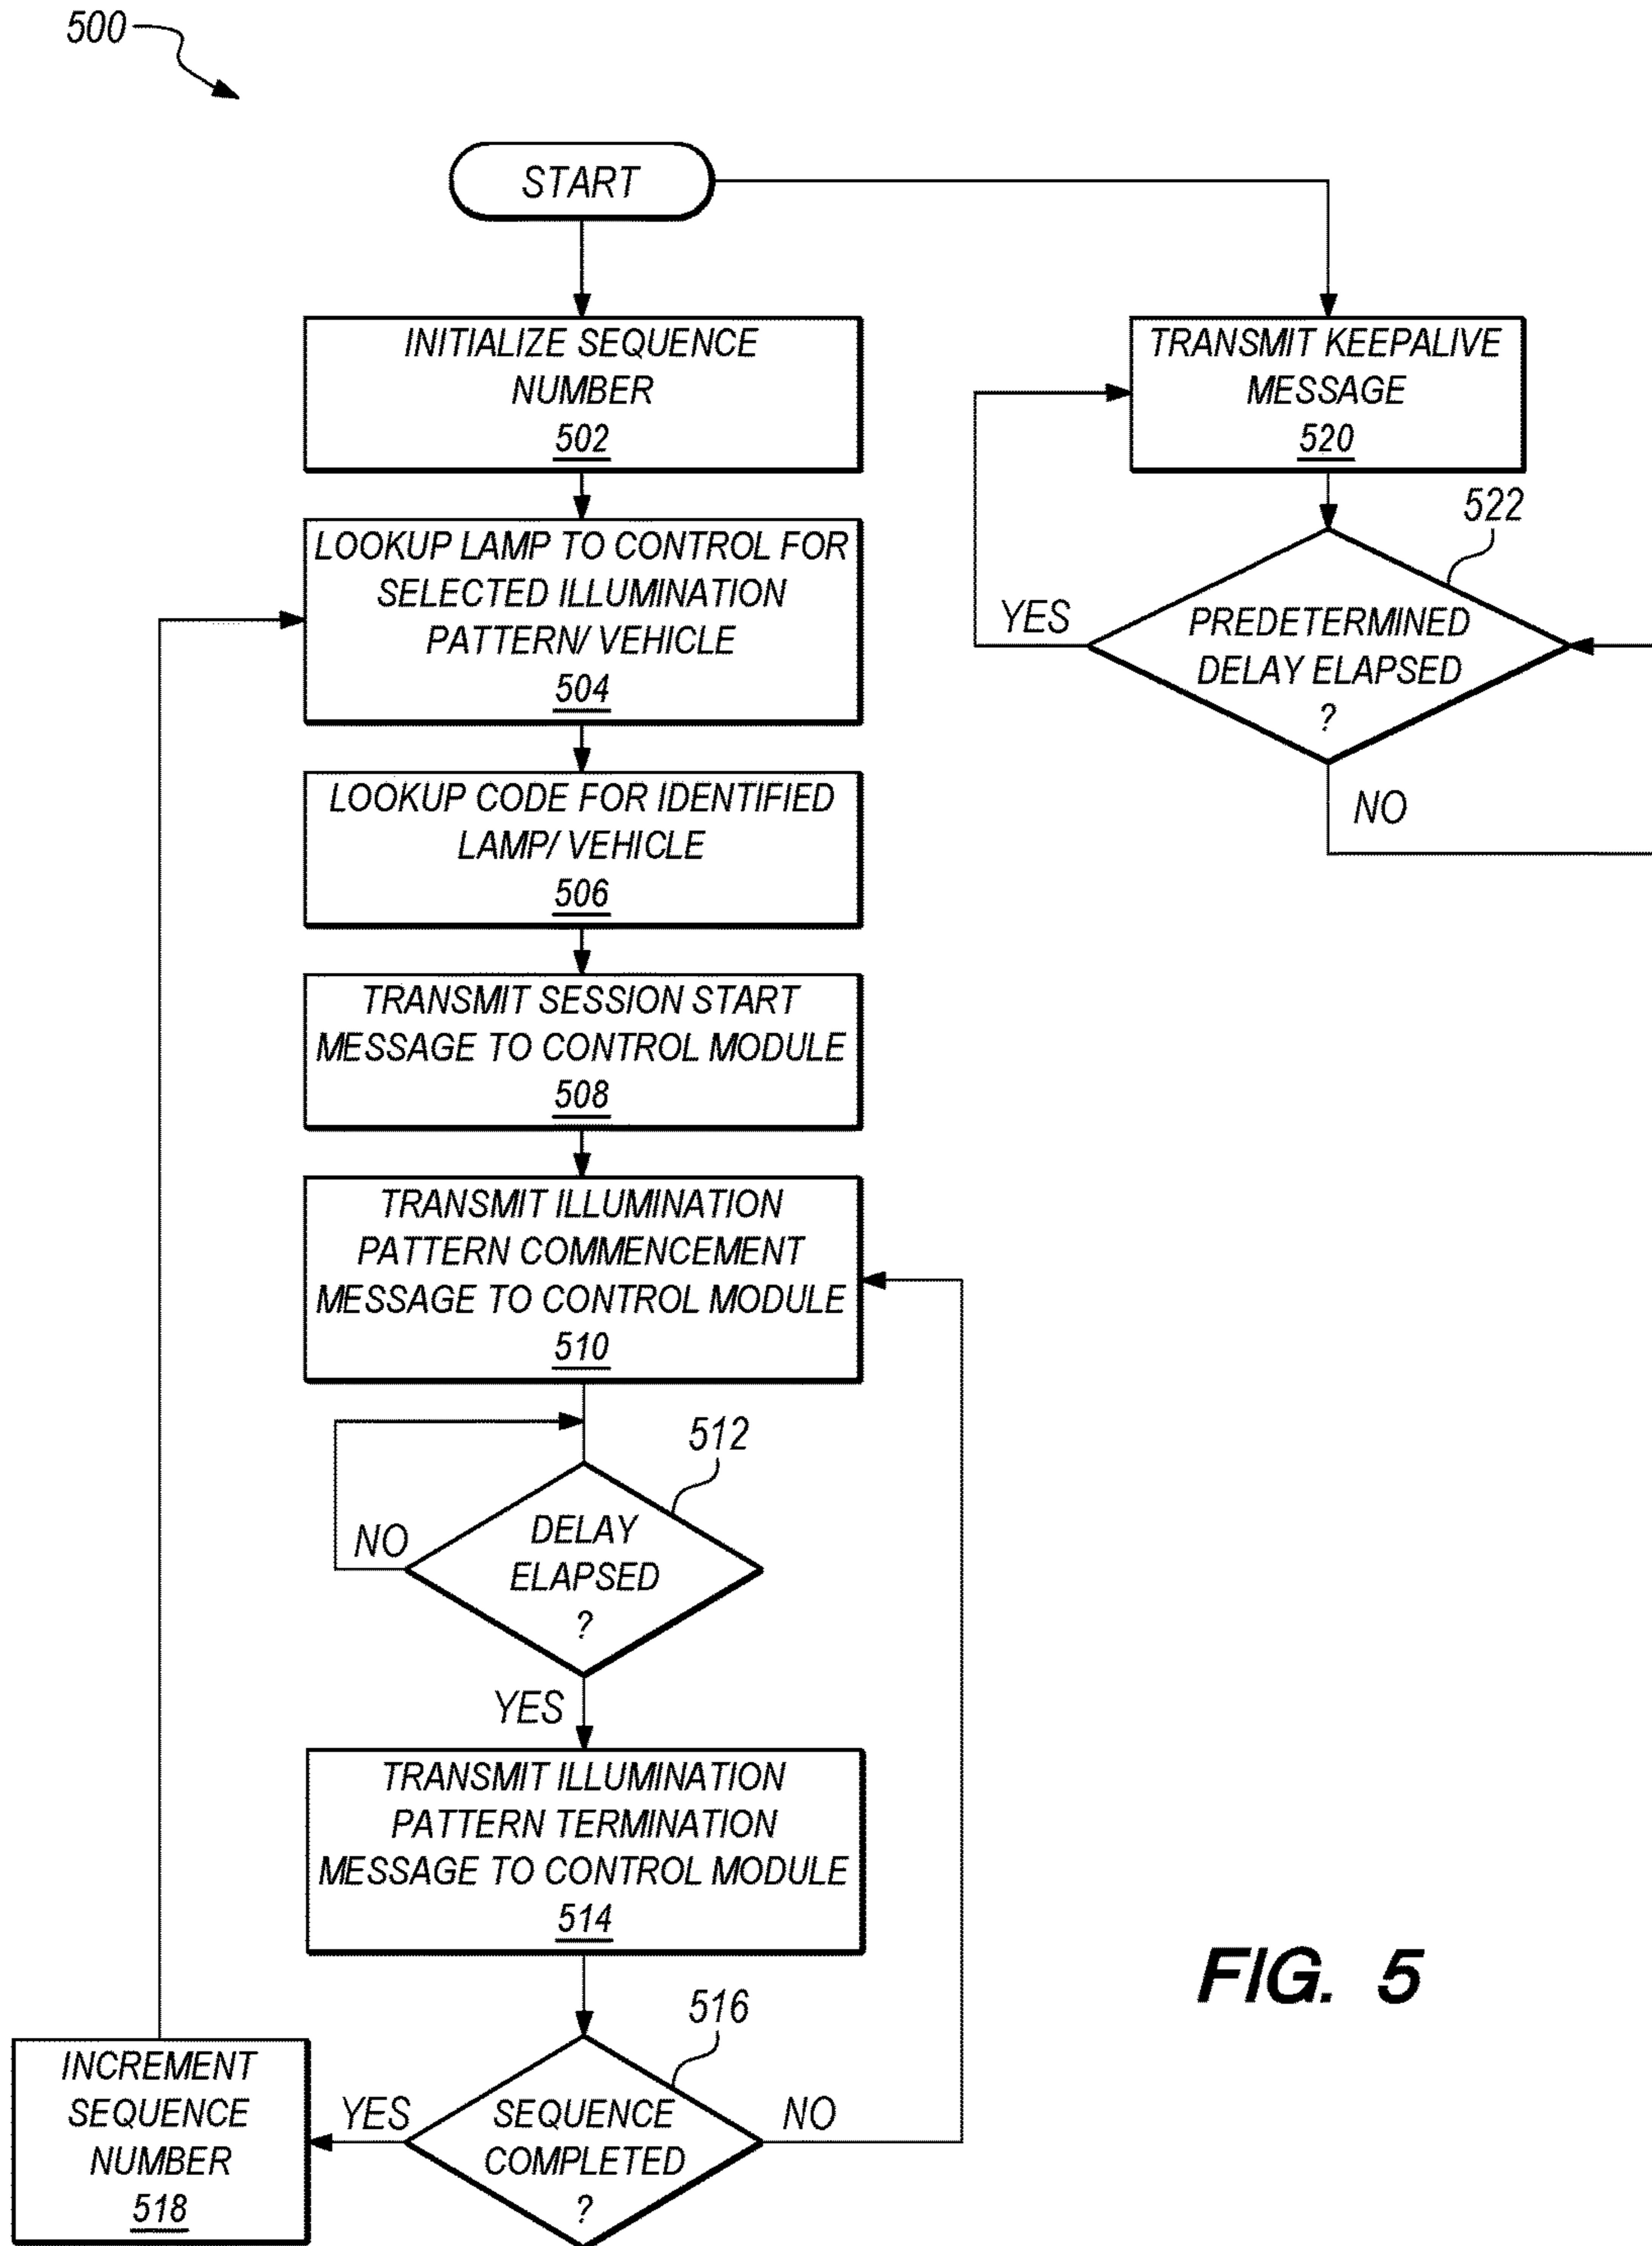 500
START
INITIALIZE SEQUENCE
NUMBER
502
LOOKUP LAMP TO CONTROL FOR
SELECTED ILLUMINATION
PATTERN/ VEHICLE
504
LOOKUP CODE FOR IDENTIFIED
LAMP/ VEHICLE
506
TRANSMIT SESSION START
MESSAGE TO CONTROL MODULE
508
TRANSMIT ILLUMINATION
PATTERN COMMENCEMENT
MESSAGE TO CONTROL MODULE
510
512
DELAY
ELAPSED
?
NO
YES
TRANSMIT ILLUMINATION
PATTERN TERMINATION
MESSAGE TO CONTROL MODULE
514
516
SEQUENCE
COMPLETED
?
YES
NO
INCREMENT
SEQUENCE
NUMBER
518
TRANSMIT KEEPALIVE
MESSAGE
520
522
PREDETERMINED
DELAY ELAPSED
?
YES
NO
FIG. 5